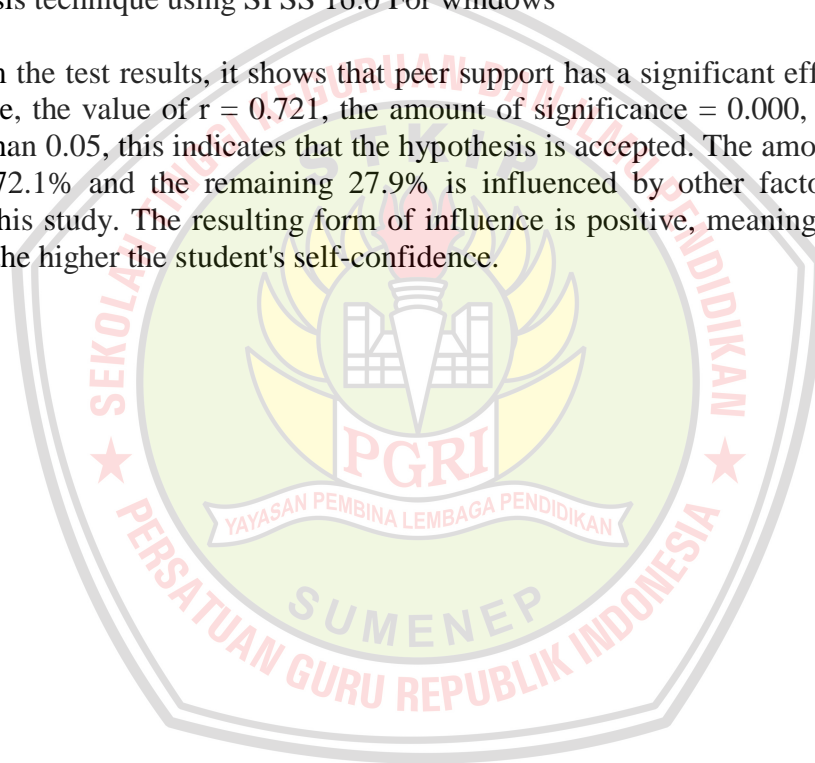 sis technique using SPSS 16.0 For windows
the test results, it shows that peer support has a significant eff
e, the value of r = 0.721, the amount of significance = 0.000,
han 0.05, this indicates that the hypothesis is accepted. The amo
72.1% and the remaining 27.9% is influenced by other facto
his study. The resulting form of influence is positive, meaning
he higher the student's self-confidence.
SEKOLAH TINGGI KEGURUAN DAN ILMU PENDIDIKAN
STKIP
PGRI
YAYASAN PEMBINA LEMBAGA PENDIDIKAN
SUMENEP
PERSATUAN GURU REPUBLIK INDONESIA